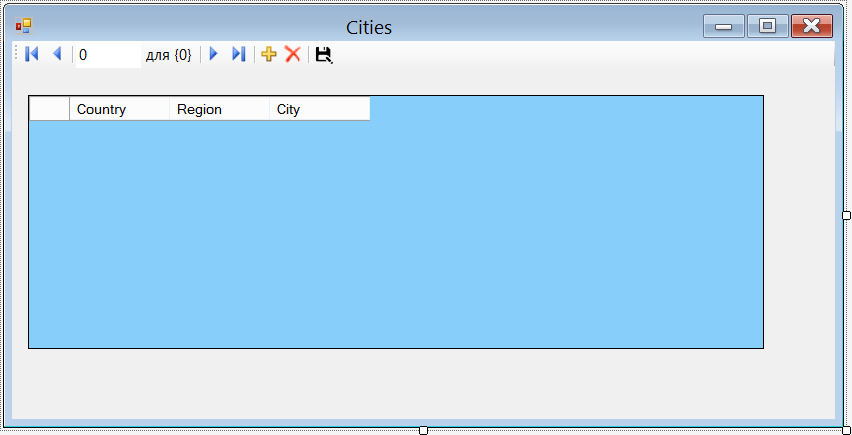 Cities
0 для {0}
Country Region City